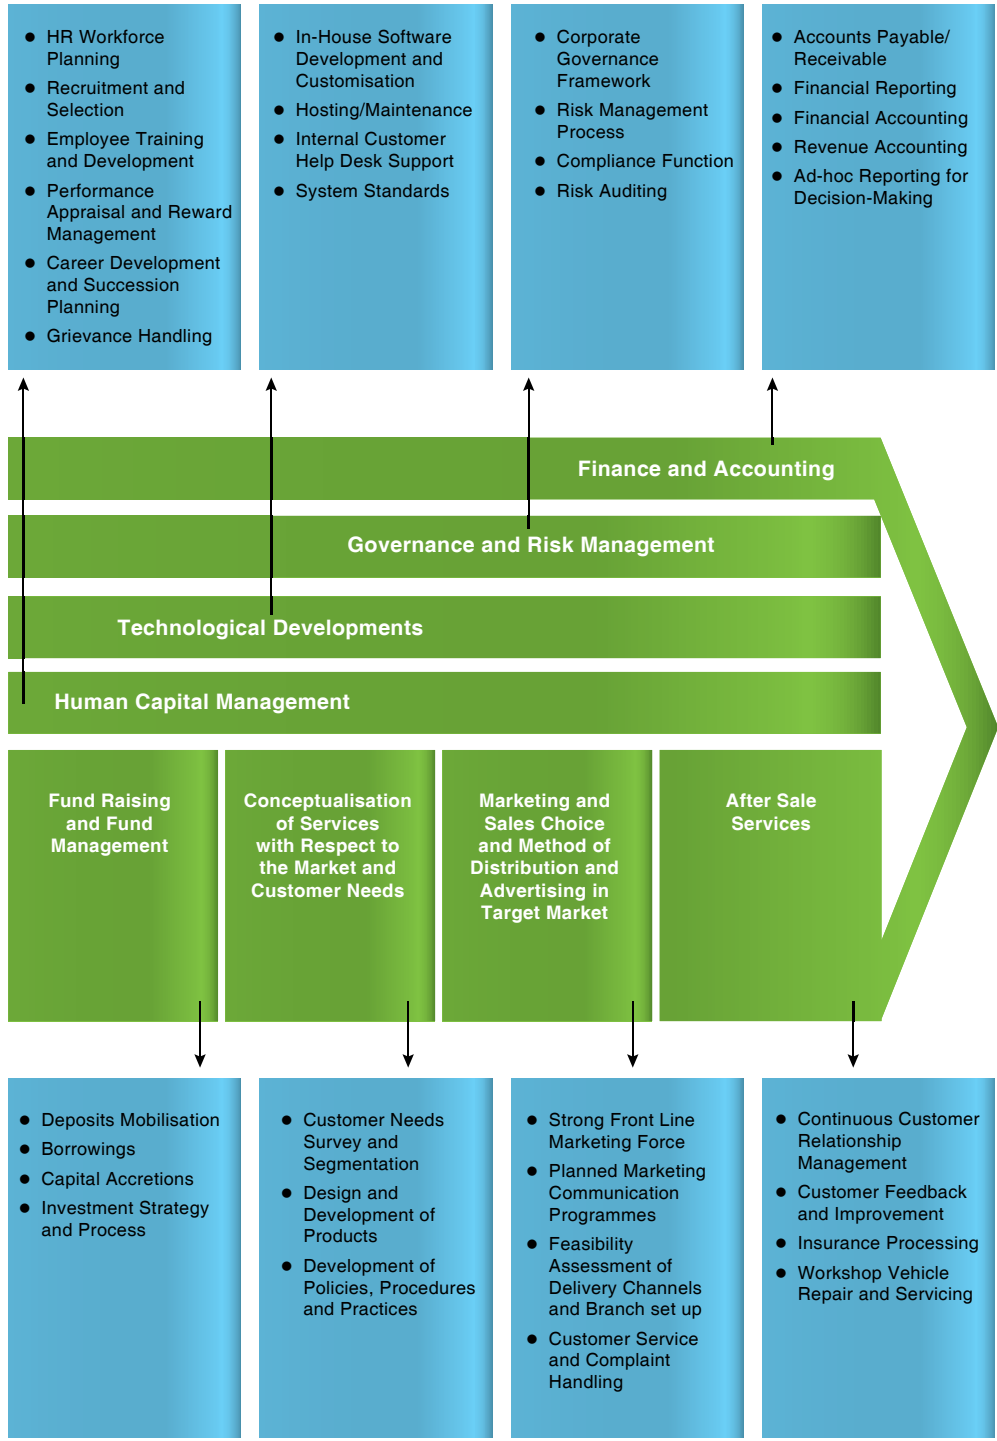 ● HR Workforce
Planning
● Recruitment and
Selection
● Employee Training
and Development
● Performance
Appraisal and Reward
Management
● Career Development
and Succession
Planning
● Grievance Handling
● In-House Software
Development and
Customisation
● Hosting/Maintenance
● Internal Customer
Help Desk Support
● System Standards
● Corporate
Governance
Framework
● Risk Management
Process
● Compliance Function
● Risk Auditing
● Accounts Payable/
Receivable
● Financial Reporting
● Financial Accounting
● Revenue Accounting
● Ad-hoc Reporting for
Decision-Making
Finance and Accounting
Governance and Risk Management
Technological Developments
Human Capital Management
Fund Raising
and Fund
Management
Conceptualisation
of Services
with Respect to
the Market and
Customer Needs
Marketing and
Sales Choice
and Method of
Distribution and
Advertising in
Target Market
After Sale
Services
● Deposits Mobilisation
● Borrowings
● Capital Accretions
● Investment Strategy
and Process
● Customer Needs
Survey and
Segmentation
● Design and
Development of
Products
● Development of
Policies, Procedures
and Practices
● Strong Front Line
Marketing Force
● Planned Marketing
Communication
Programmes
● Feasibility
Assessment of
Delivery Channels
and Branch set up
● Customer Service
and Complaint
Handling
● Continuous Customer
Relationship
Management
● Customer Feedback
and Improvement
● Insurance Processing
● Workshop Vehicle
Repair and Servicing